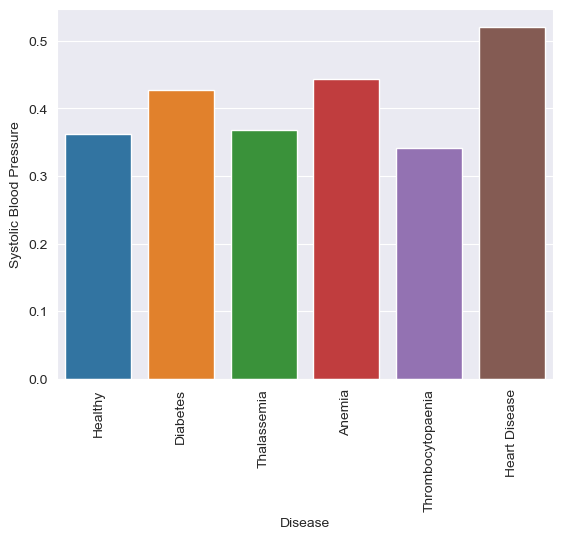 Systolic Blood Pressure
0.5
0.4
0.3
0.2
0.1
0.0
Healthy
Diabetes
Thalassemia
Anemia
Thrombocytopaenia
Heart Disease
Disease